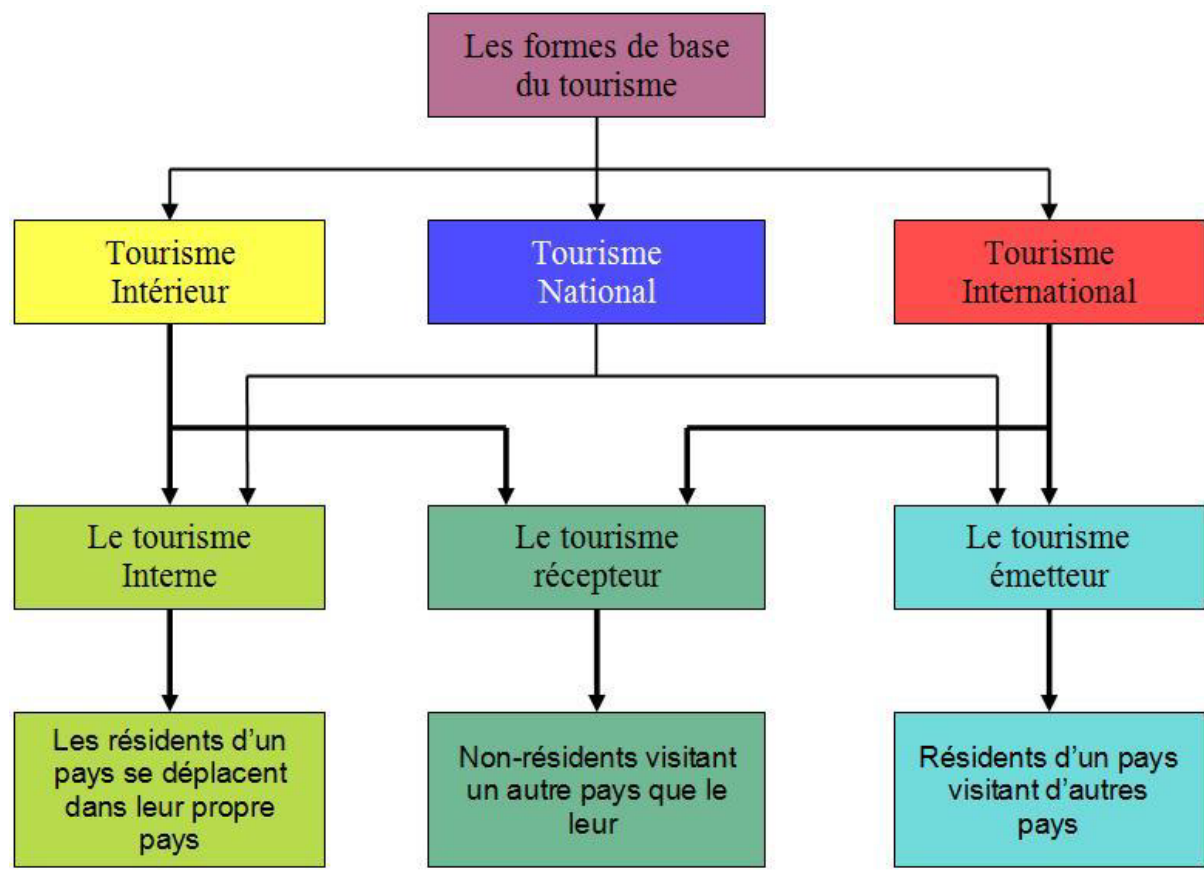 Les formes de base
du tourisme
Tourisme
Intérieur
Tourisme
National
Tourisme
International
Le tourisme
Interne
Le tourisme
récepteur
Le tourisme
émetteur
Les résidents d’un
pays se déplacent
dans leur propre
pays
Non-résidents visitant
un autre pays que le
leur
Résidents d’un pays
visitant d’autres
pays